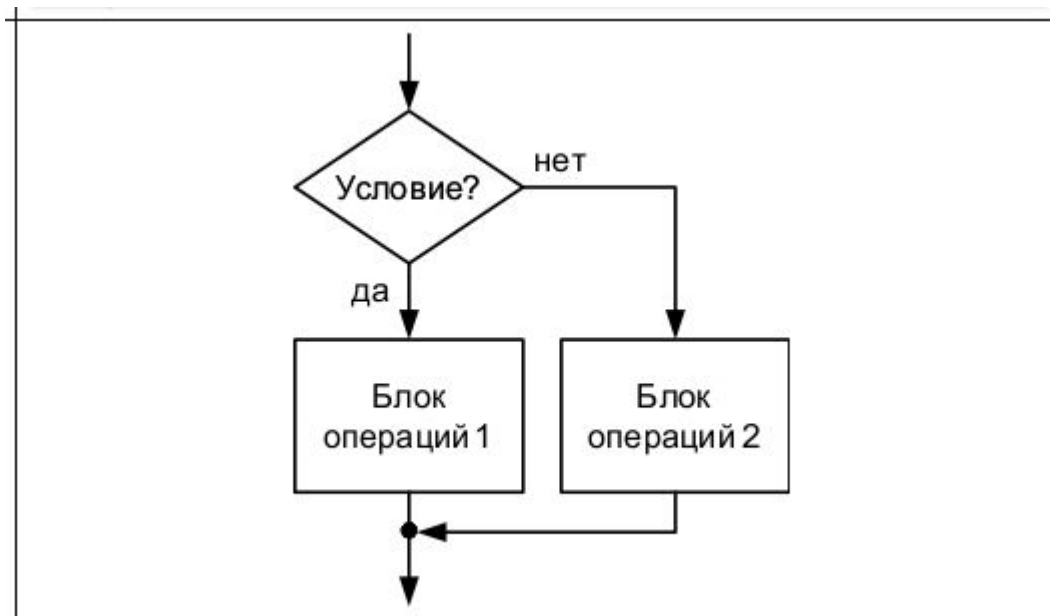 Условие?
нет
да
Блок
операций 1
Блок
операций 2